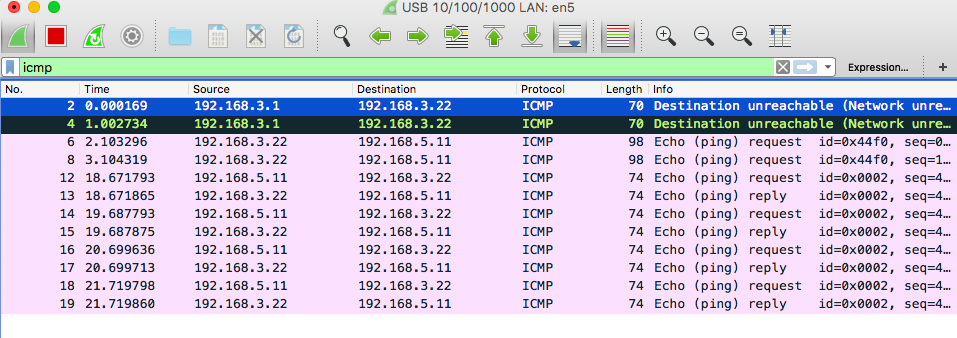 USB 10/100/1000 LAN: en5
icmp Expression... +
No. Time Source Destination Protocol Length Info
2 0.000169 192.168.3.1 192.168.3.22 ICMP 70 Destination unreachable (Network unre…
4 1.002734 192.168.3.1 192.168.3.22 ICMP 70 Destination unreachable (Network unre…
6 2.103296 192.168.3.22 192.168.5.11 ICMP 98 Echo (ping) request id=0x44f0, seq=0…
8 3.104319 192.168.3.22 192.168.5.11 ICMP 98 Echo (ping) request id=0x44f0, seq=1…
12 18.671793 192.168.5.11 192.168.3.22 ICMP 74 Echo (ping) request id=0x0002, seq=4…
13 18.671865 192.168.3.22 192.168.5.11 ICMP 74 Echo (ping) reply id=0x0002, seq=4…
14 19.687793 192.168.5.11 192.168.3.22 ICMP 74 Echo (ping) request id=0x0002, seq=4…
15 19.687875 192.168.3.22 192.168.5.11 ICMP 74 Echo (ping) reply id=0x0002, seq=4…
16 20.699636 192.168.5.11 192.168.3.22 ICMP 74 Echo (ping) request id=0x0002, seq=4…
17 20.699713 192.168.3.22 192.168.5.11 ICMP 74 Echo (ping) reply id=0x0002, seq=4…
18 21.719798 192.168.5.11 192.168.3.22 ICMP 74 Echo (ping) request id=0x0002, seq=4…
19 21.719860 192.168.3.22 192.168.5.11 ICMP 74 Echo (ping) reply id=0x0002, seq=4…